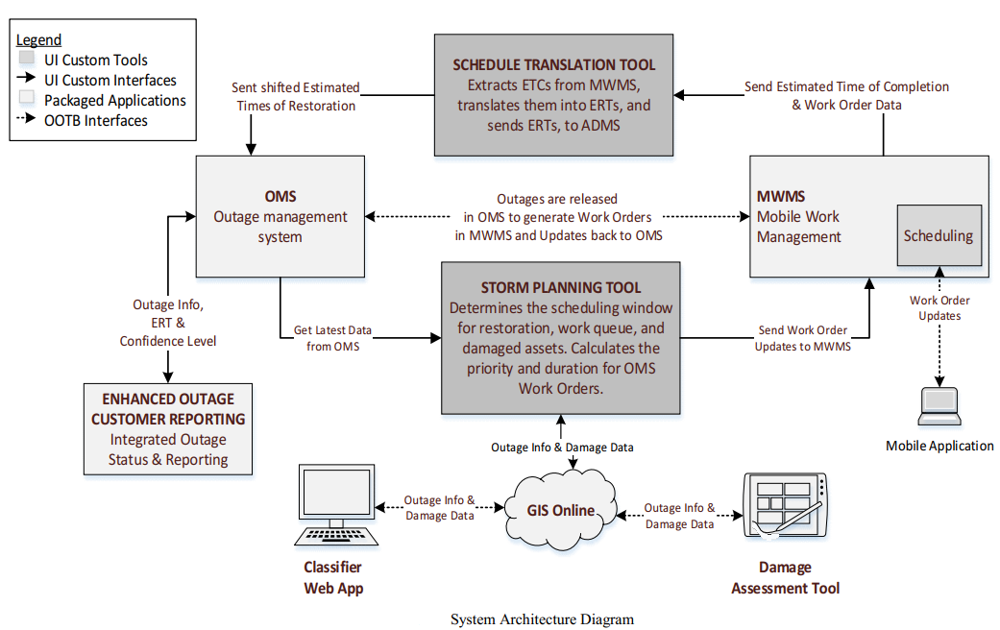 Legend
UI Custom Tools
UI Custom Interfaces
Packaged Applications
OOTB Interfaces
SCHEDULE TRANSLATION TOOL
Extracts ETCs from MWMS,
translates them into ERTs, and
sends ERTs, to ADMS
Sent shifted Estimated
Times of Restoration
Send Estimated Time of Completion
& Work Order Data
OMS
Outage management
system
Outages are released
in OMS to generate Work Orders
in MWMS and Updates back to OMS
MWMS
Mobile Work
Management
Scheduling
STORM PLANNING TOOL
Determines the scheduling window
for restoration, work queue, and
damaged assets. Calculates the
priority and duration for OMS
Work Orders.
Outage Info,
ERT &
Confidence Level
Get Latest Data
from OMS
Send Work Order
Updates to MWMS
Work Order
Updates
ENHANCED OUTAGE
CUSTOMER REPORTING
Integrated Outage
Status & Reporting
Mobile Application
Outage Info & Damage Data
GIS Online
Outage Info &
Damage Data
Outage Info &
Damage Data
Classifier
Web App
Damage
Assessment Tool
System Architecture Diagram